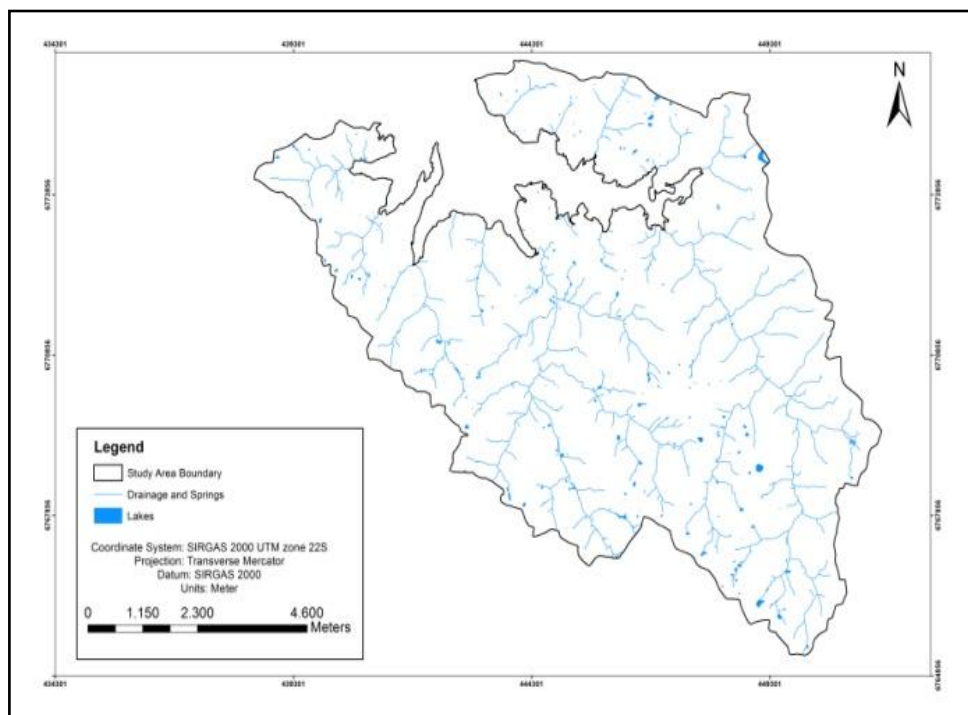 434301 439301 444301 449301
N
6773856 6773856
6770856 6770856
Legend
Study Area Boundary
Drainage and Springs
Lakes
Coordinate System: SIRGAS 2000 UTM zone 22S
Projection: Transverse Mercator
Datum: SIRGAS 2000
Units: Meter
0 1.150 2.300 4.600
Meters
6767856 6767856
6764856
434301 439301 444301 449301